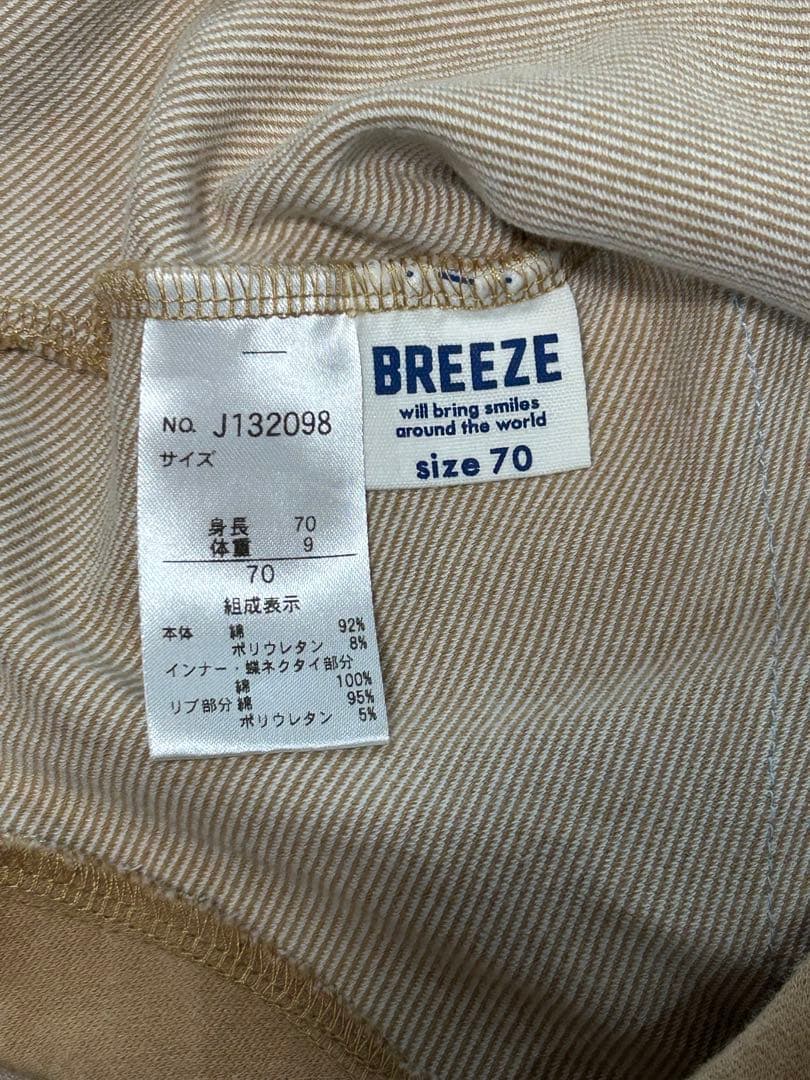 NO. J132098
サイズ
身長 70
体重 9
70
組成表示
本体 綿 92%
ポリウレタン 8%
インナー・蝶ネクタイ部分
綿 100%
リブ部分 綿 95%
ポリウレタン 5%
BREEZE
will bring smiles
around the world
size 70